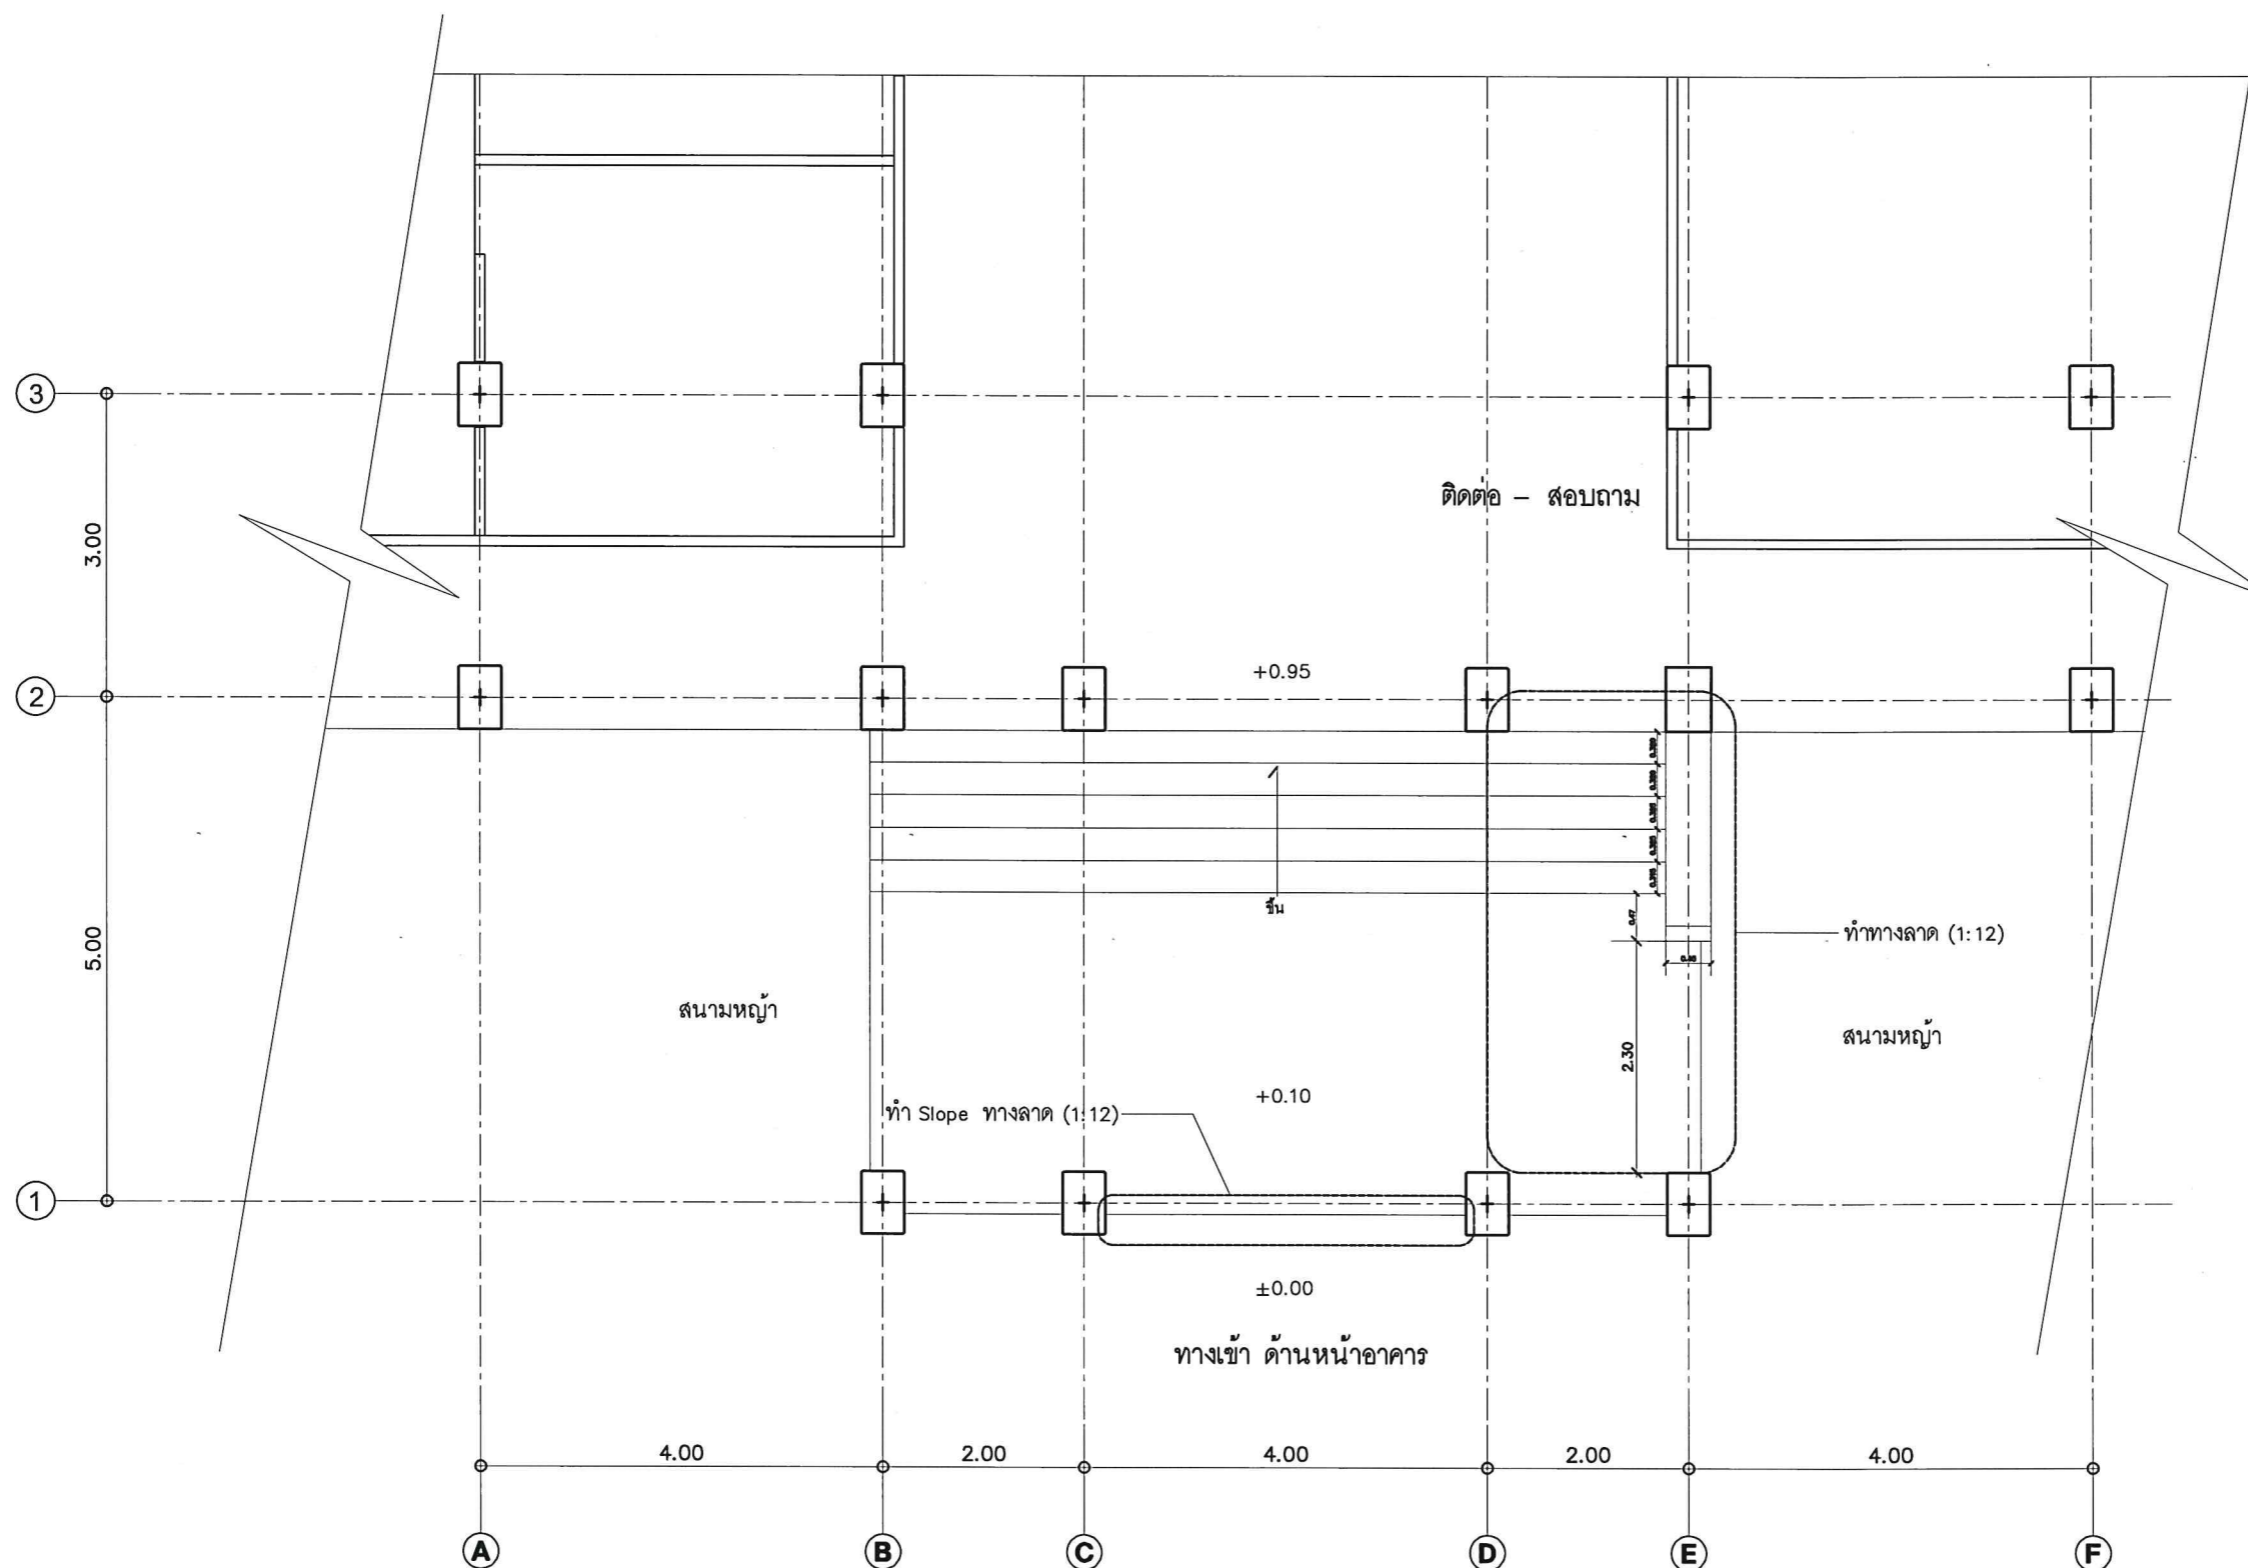 3
3.00
ติดต่อ – สอบถาม
2
+0.95
5.00
ขึ้น
ทำทางลาด (1:12)
สนามหญ้า
สนามหญ้า
2.30
+0.10
ทำ Slope ทางลาด (1:12)
1
±0.00
ทางเข้า ด้านหน้าอาคาร
4.00 2.00 4.00 2.00 4.00
A B C D E F